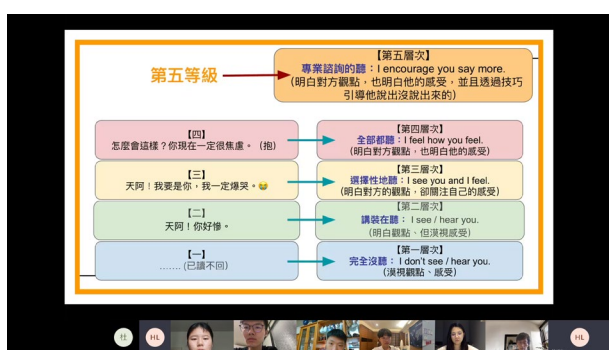 第五等級
【第五層次】
專業諮詢的聽：I encourage you say more.
(明白對方觀點，也明白他的感受，並且透過技巧
引導他說出沒說出來的)
【四】
怎麼會這樣？你現在一定很焦慮。（抱）
【第四層次】
全部都聽：I feel how you feel.
(明白對方觀點，也明白他的感受)
【三】
天阿！我要是你，我一定爆哭。😂
【第三層次】
選擇性地聽：I see you and I feel.
(明白對方的觀點，卻關注自己的感受)
【二】
天阿！你好慘。
【第二層次】
講裝在聽： I see / hear you.
(明白觀點、但漠視感受)
【一】
....... (已讀不回)
【第一層次】
完全沒聽： I don't see / hear you.
(漠視觀點、感受)
杜
HL
HL